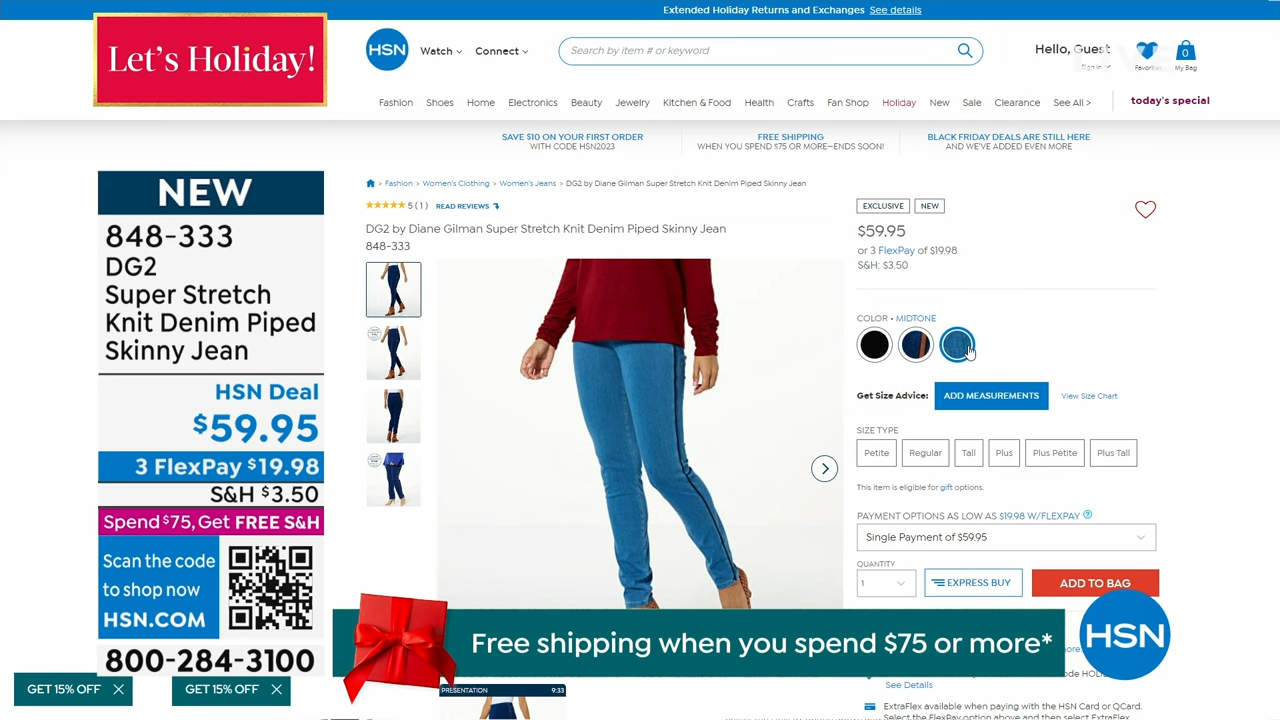 Extended Holiday Returns and Exchanges See details
Let's Holiday!
HSN
Watch
Connect
Search by item # or keyword
Hello, Guest
Sign In
Favorites
0
My Bag
Fashion Shoes Home Electronics Beauty Jewelry Kitchen & Food Health Crafts Fan Shop Holiday New Sale Clearance See All >
today's special
SAVE $10 ON YOUR FIRST ORDER
WITH CODE HSN2023
FREE SHIPPING
WHEN YOU SPEND $75 OR MORE—ENDS SOON!
BLACK FRIDAY DEALS ARE STILL HERE
AND WE'VE ADDED EVEN MORE
NEW
848-333
DG2
Super Stretch
Knit Denim Piped
Skinny Jean
HSN Deal
$59.95
3 FlexPay $19.98
S&H $3.50
Spend $75, Get FREE S&H
Scan the code
to shop now
HSN.COM
800-284-3100
GET 15% OFF
GET 15% OFF
> Fashion > Women's Clothing > Women's Jeans > DG2 by Diane Gilman Super Stretch Knit Denim Piped Skinny Jean
5 ( 1 ) READ REVIEWS
DG2 by Diane Gilman Super Stretch Knit Denim Piped Skinny Jean
848-333
EXCLUSIVE
NEW
$59.95
or 3 FlexPay of $19.98
S&H: $3.50
COLOR • MIDTONE
Get Size Advice:
ADD MEASUREMENTS
View Size Chart
SIZE TYPE
Petite
Regular
Tall
Plus
Plus Petite
Plus Tall
This item is eligible for gift options.
PAYMENT OPTIONS AS LOW AS $19.98 W/FLEXPAY
Single Payment of $59.95
QUANTITY
1
EXPRESS BUY
ADD TO BAG
Free shipping when you spend $75 or more*
HSN
See Details
PRESENTATION 9:33
ExtraFlex available when paying with the HSN Card or QCard.
Select the FlexPay option above and then select ExtraFlex